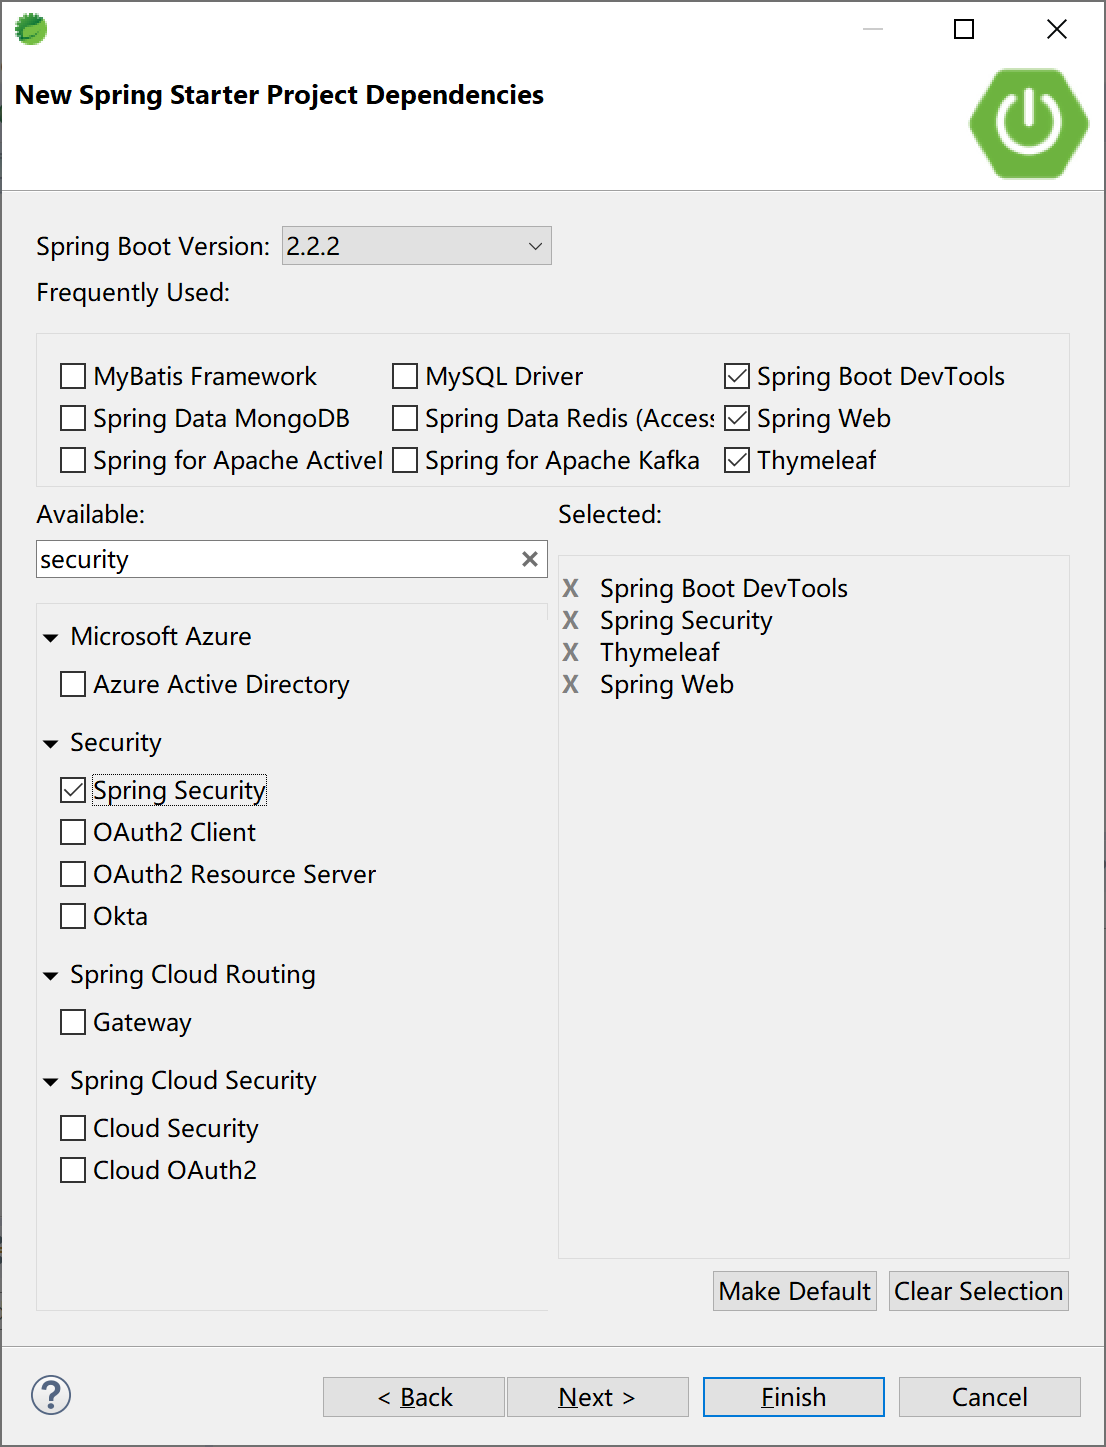 New Spring Starter Project Dependencies
Spring Boot Version: 2.2.2
Frequently Used:
MyBatis Framework MySQL Driver Spring Boot DevTools
Spring Data MongoDB Spring Data Redis (Access Spring Web
Spring for Apache Active Spring for Apache Kafka Thymeleaf
Available:
security
Microsoft Azure
Azure Active Directory
Security
Spring Security
OAuth2 Client
OAuth2 Resource Server
Okta
Spring Cloud Routing
Gateway
Spring Cloud Security
Cloud Security
Cloud OAuth2
Selected:
X Spring Boot DevTools
X Spring Security
X Thymeleaf
X Spring Web
Make Default Clear Selection
? < Back Next > Finish Cancel